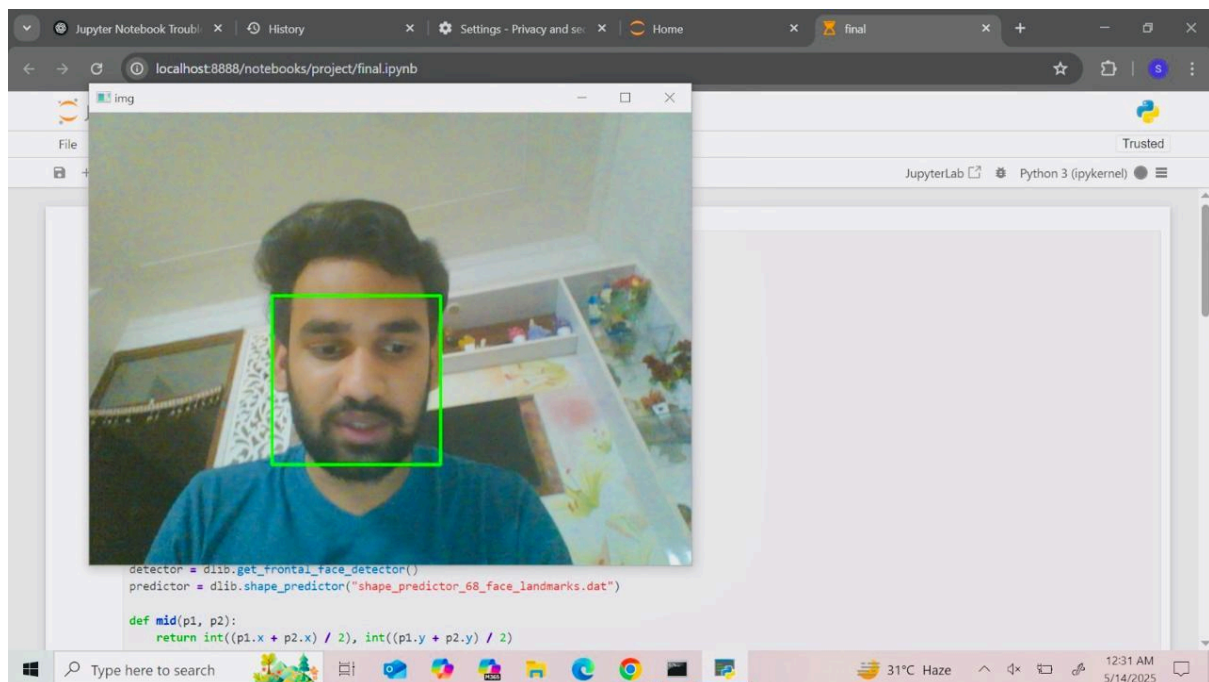 Jupyter Notebook Troubl
History
Settings - Privacy and sec
Home
final
localhost:8888/notebooks/project/final.ipynb
img
File
Trusted
JupyterLab
Python 3 (ipykernel)
detector = dlib.get_frontal_face_detector()
predictor = dlib.shape_predictor("shape_predictor_68_face_landmarks.dat")
def mid(p1, p2):
return int((p1.x + p2.x) / 2), int((p1.y + p2.y) / 2)
Type here to search
31°C Haze
12:31 AM
5/14/2025